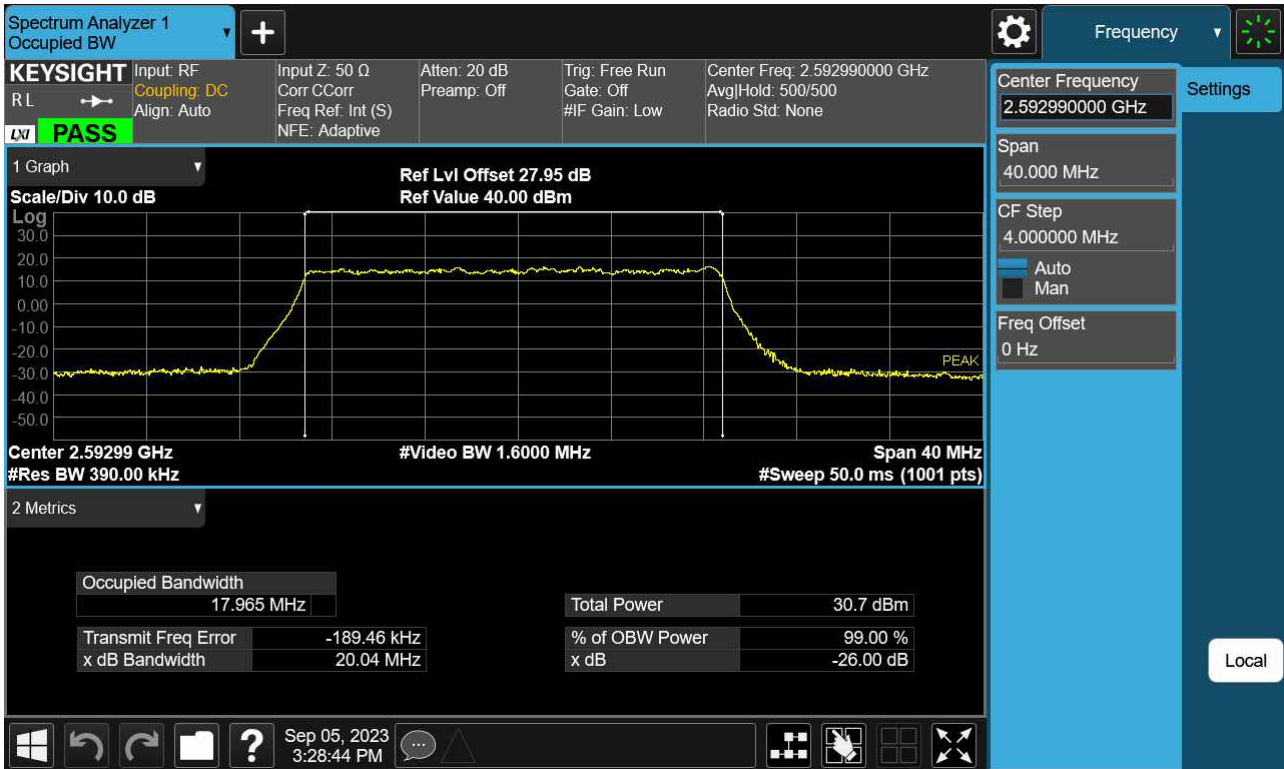 Spectrum Analyzer 1
Occupied BW
▼
+
Frequency ▼
KEYSIGHT
R L
LXI PASS
Input: RF
Coupling: DC
Align: Auto
Input Z: 50 Ω
Corr CCorr
Freq Ref: Int (S)
NFE: Adaptive
Atten: 20 dB
Preamp: Off
Trig: Free Run
Gate: Off
#IF Gain: Low
Center Freq: 2.592990000 GHz
Avg|Hold: 500/500
Radio Std: None
Center Frequency
2.592990000 GHz
Settings
Span
40.000 MHz
CF Step
4.000000 MHz
Auto
Man
Freq Offset
0 Hz
Local
1 Graph ▼
Scale/Div 10.0 dB
Ref Lvl Offset 27.95 dB
Ref Value 40.00 dBm
Log
30.0
20.0
10.0
0.00
-10.0
-20.0
-30.0
-40.0
-50.0
PEAK
Center 2.59299 GHz
#Video BW 1.6000 MHz
Span 40 MHz
#Res BW 390.00 kHz
#Sweep 50.0 ms (1001 pts)
2 Metrics ▼
Occupied Bandwidth
17.965 MHz
Total Power 30.7 dBm
Transmit Freq Error -189.46 kHz
% of OBW Power 99.00 %
x dB Bandwidth 20.04 MHz
x dB -26.00 dB
?
Sep 05, 2023
3:28:44 PM